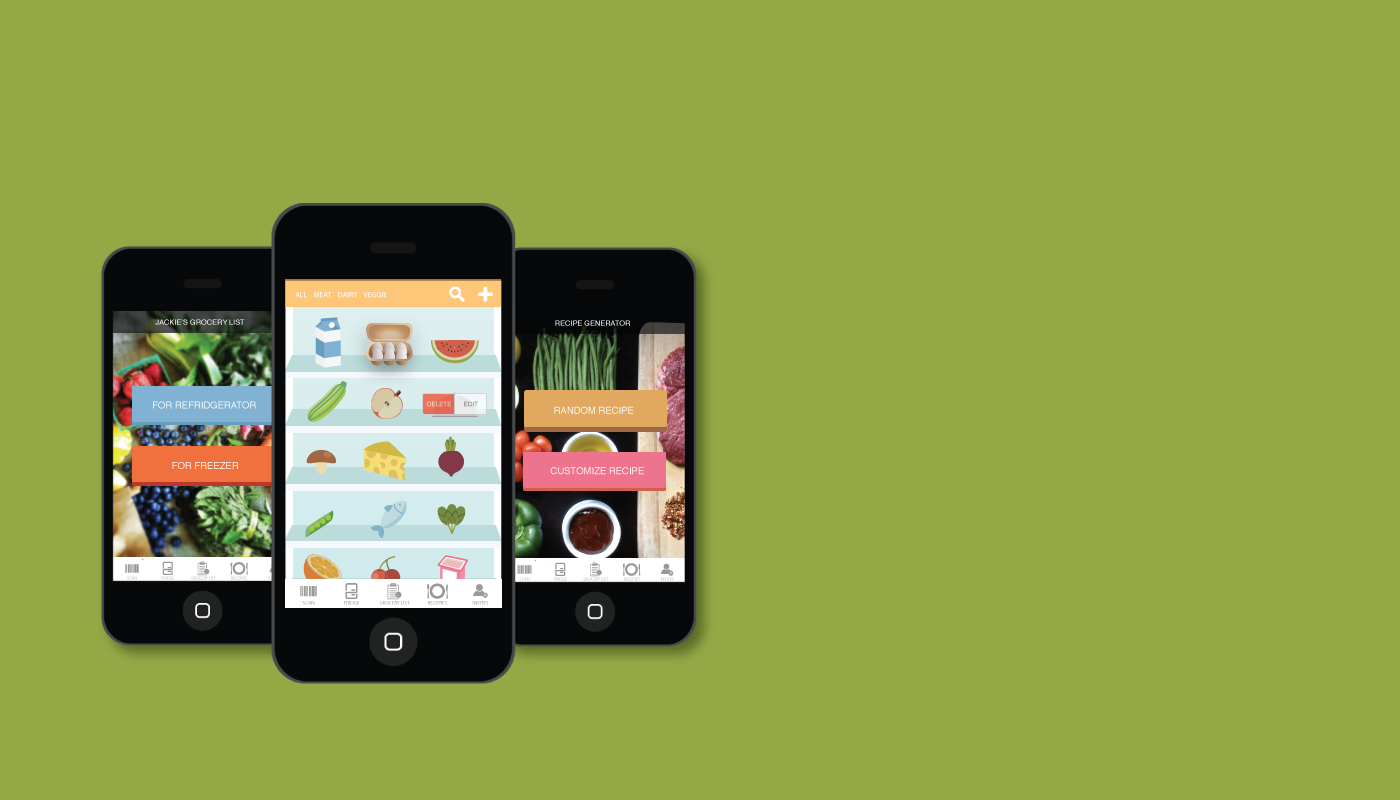 JACKIE'S GROCERY LIST
FOR REFRIDGERATOR
FOR FREEZER
SCAN
FRIDGE
GROCERY LIST
RECIPES
ALL MEAT DAIRY VEGGIE
DELETE EDIT
SCAN FRIDGE GROCERY LIST RECIPES INVITES
RECIPE GENERATOR
RANDOM RECIPE
CUSTOMIZE RECIPE
SCAN FRIDGE GROCERY LIST RECIPES INVITES